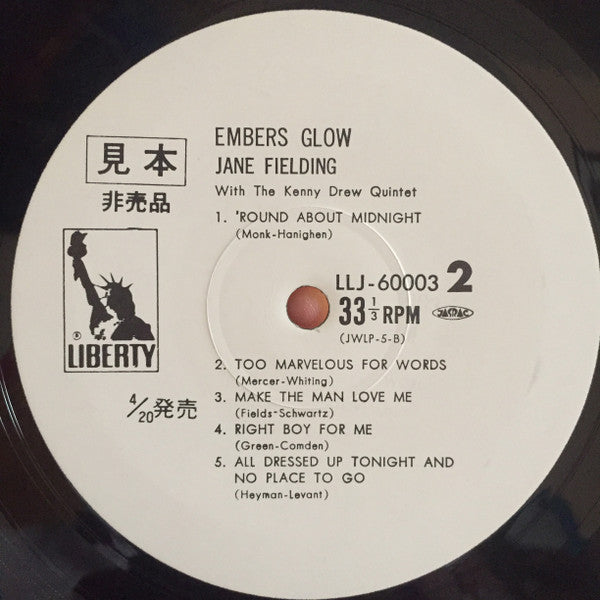 EMBERS GLOW
JANE FIELDING
With The Kenny Drew Quintet
見本
非売品
1. 'ROUND ABOUT MIDNIGHT
(Monk-Hanighen)
LLJ-60003 2
33 1/3 RPM JASRAC
(JWLP-5-B)
® LIBERTY
2. TOO MARVELOUS FOR WORDS
(Mercer-Whiting)
3. MAKE THE MAN LOVE ME
(Fields-Schwartz)
4/20発売
4. RIGHT BOY FOR ME
(Green-Comden)
5. ALL DRESSED UP TONIGHT AND
NO PLACE TO GO
(Heyman-Levant)